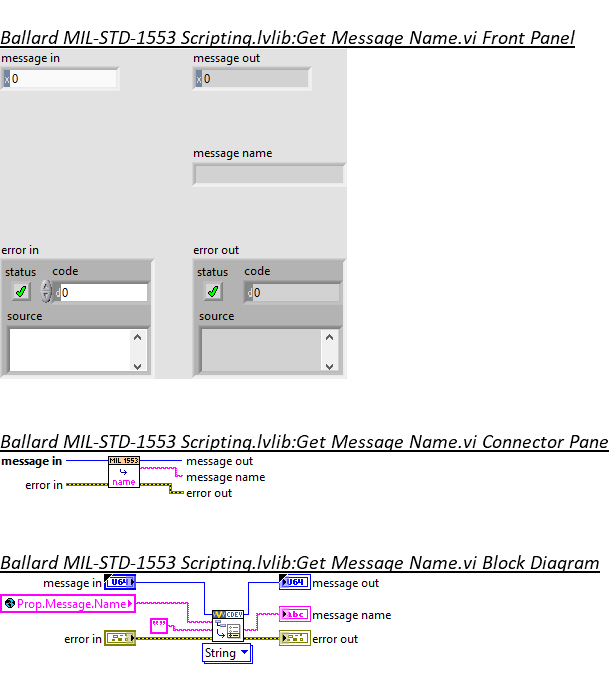 Ballard MIL-STD-1553 Scripting.lvlib:Get Message Name.vi Front Panel
message in
message out
x 0
x 0
message name
error in
error out
status code
status code
d 0
d 0
source
source
Ballard MIL-STD-1553 Scripting.lvlib:Get Message Name.vi Connector Pane
message in
MIL 1553
message out
message name
error in
name
error out
Ballard MIL-STD-1553 Scripting.lvlib:Get Message Name.vi Block Diagram
message in
U64
U64
message out
Prop.Message.Name
CDEV
abc
message name
""
error in
error out
String